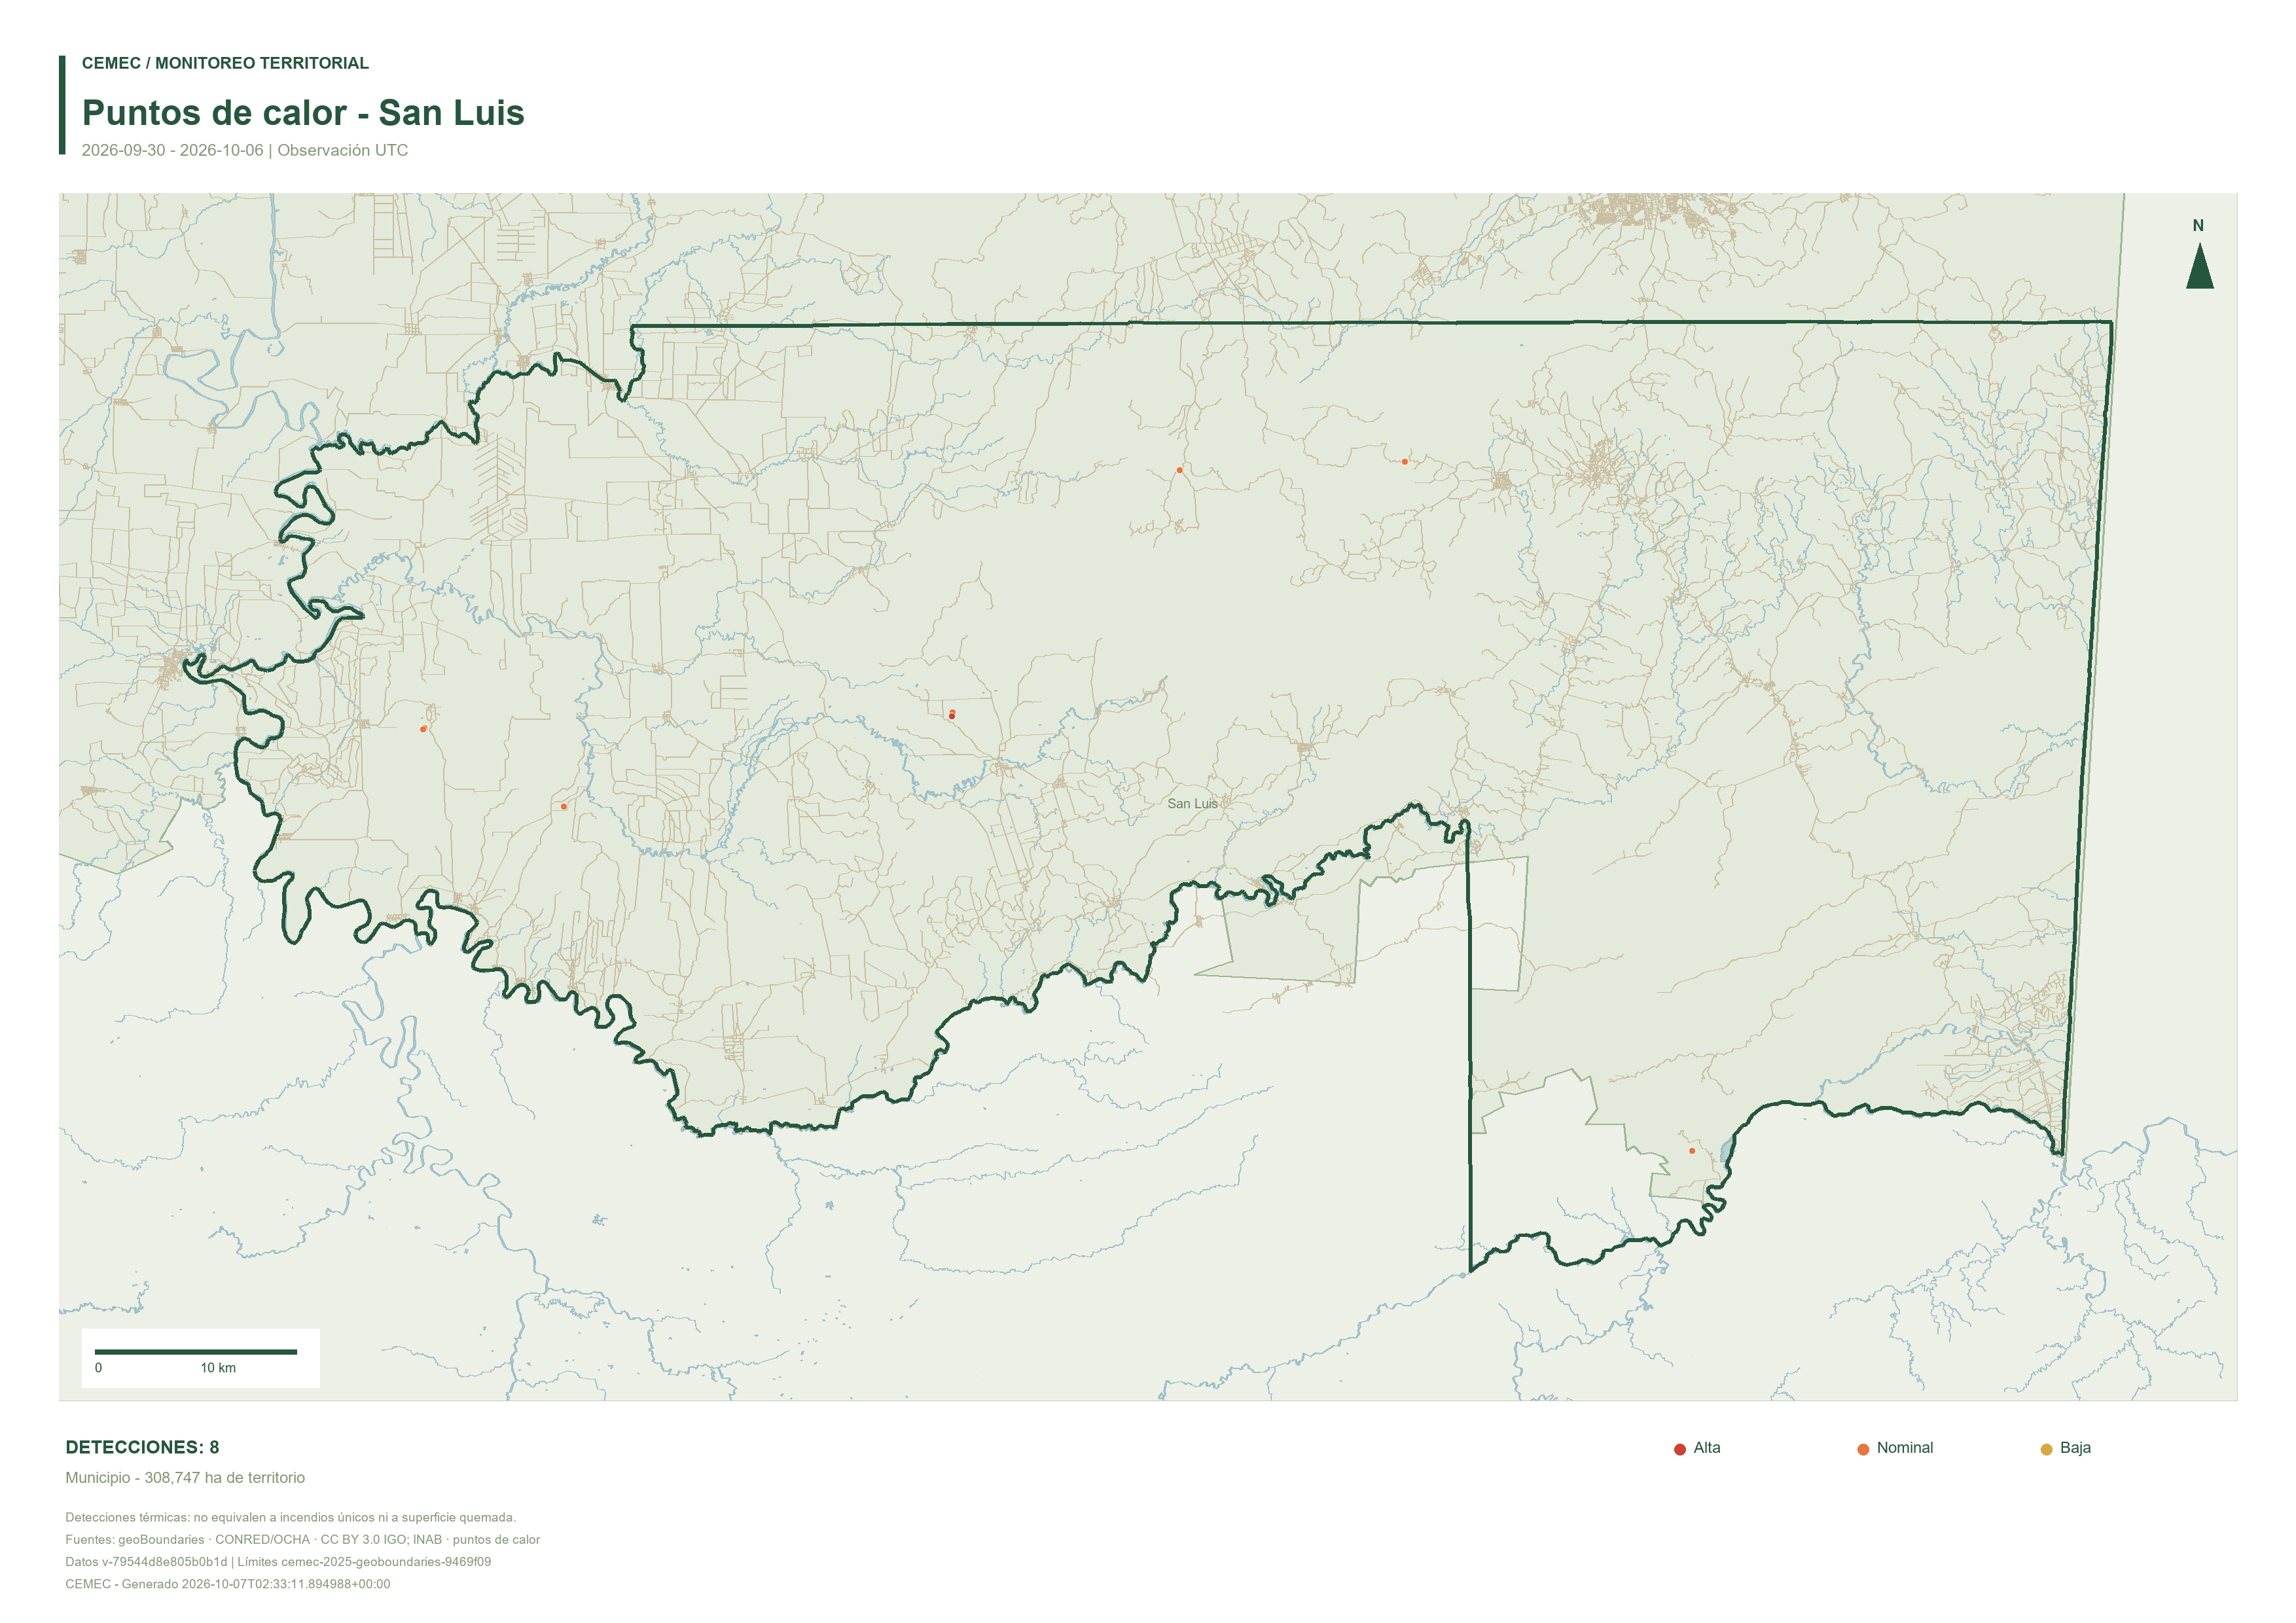 CEMEC / MONITOREO TERRITORIAL
Puntos de calor - San Luis
2026-09-30 - 2026-10-06 | Observación UTC
N
San Luis
0 10 km
DETECCIONES: 8
Alta Nominal Baja
Municipio - 308,747 ha de territorio
Detecciones térmicas: no equivalen a incendios únicos ni a superficie quemada.
Fuentes: geoBoundaries · CONRED/OCHA · CC BY 3.0 IGO; INAB · puntos de calor
Datos v-79544d8e805b0b1d | Límites cemec-2025-geoboundaries-9469f09
CEMEC - Generado 2026-10-07T02:33:11.894988+00:00